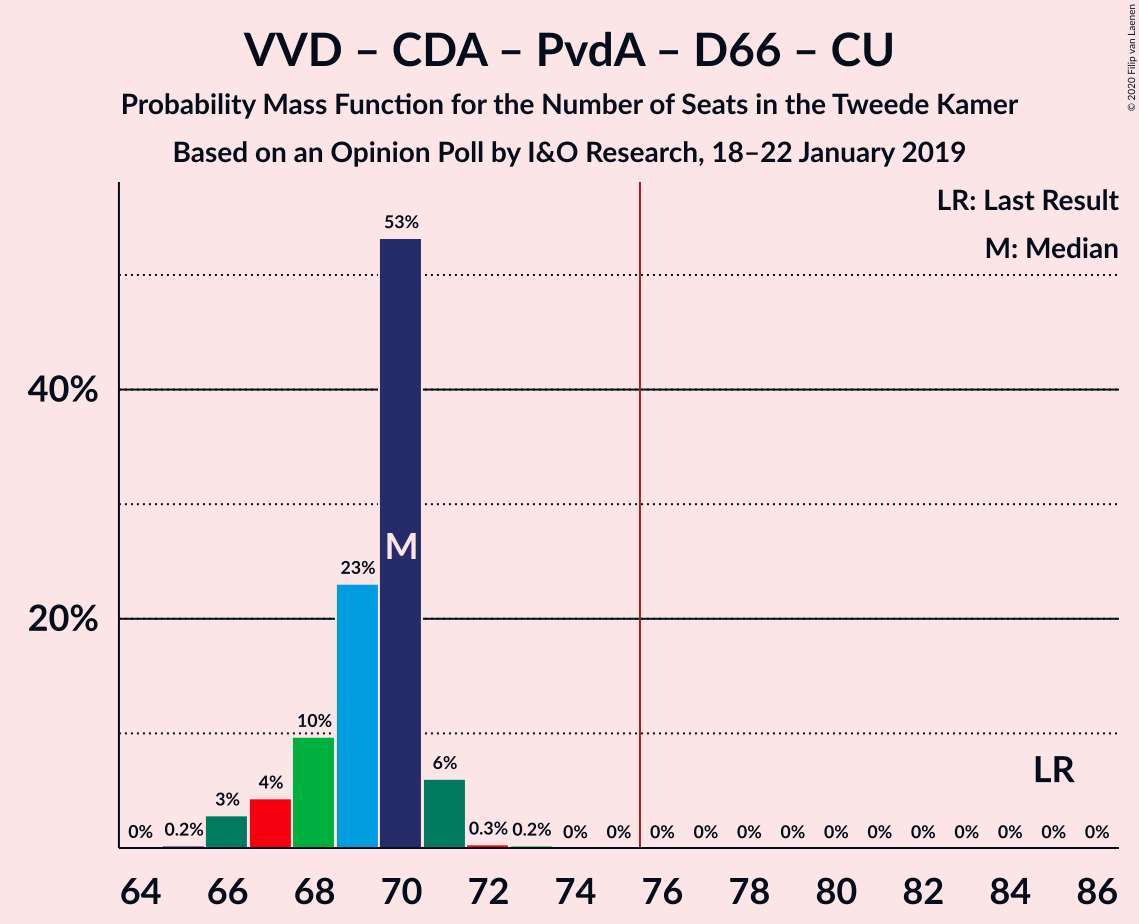 VVD – CDA – PvdA – D66 – CU
Probability Mass Function for the Number of Seats in the Tweede Kamer
Based on an Opinion Poll by I&O Research, 18–22 January 2019
© 2020 Filip van Laenen
LR: Last Result
M: Median
53%
40%
M
23%
20%
10%
LR
6%
4%
3%
0% 0.2% 0.3% 0.2% 0% 0% 0% 0% 0% 0% 0% 0% 0% 0% 0% 0% 0%
64 66 68 70 72 74 76 78 80 82 84 86